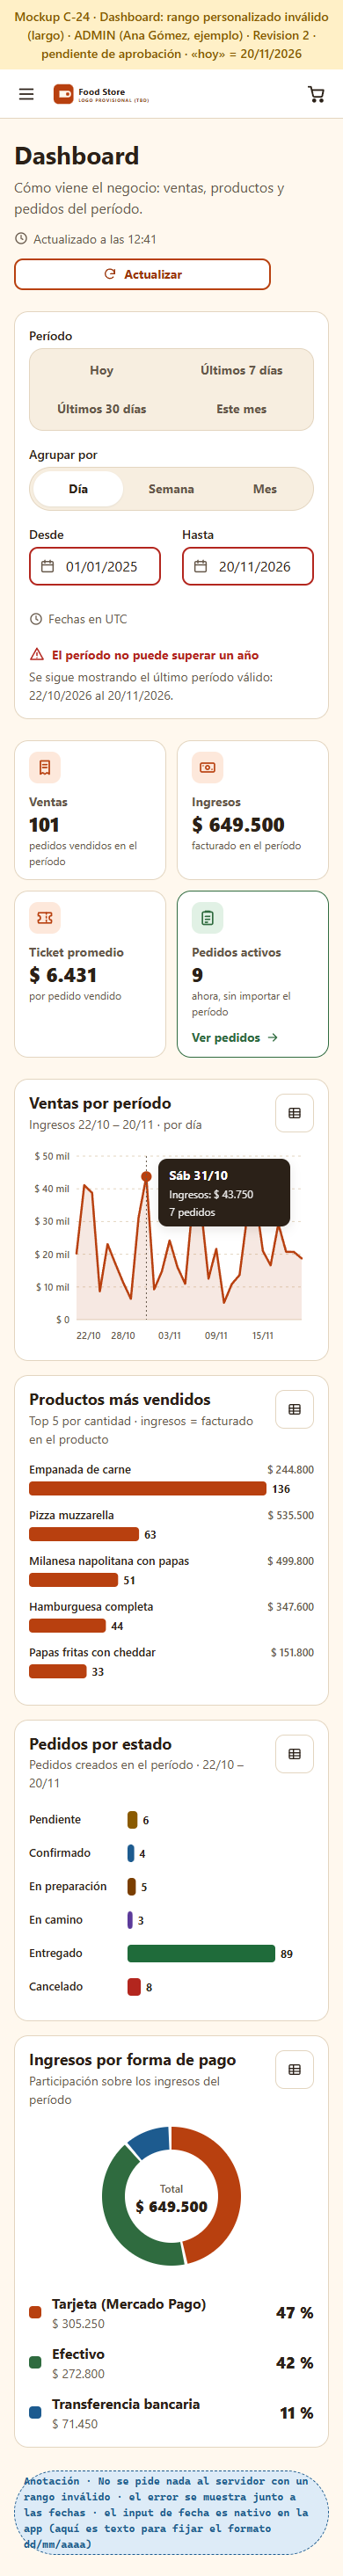 Mockup C-24 · Dashboard: rango personalizado inválido
(largo) · ADMIN (Ana Gómez, ejemplo) · Revision 2 ·
pendiente de aprobación · «hoy» = 20/11/2026
Food Store
LOGO PROVISIONAL (TBD)
Dashboard
Cómo viene el negocio: ventas, productos y
pedidos del período.
Actualizado a las 12:41
Actualizar
Período
Hoy Últimos 7 días
Últimos 30 días Este mes
Agrupar por
Día Semana Mes
Desde Hasta
01/01/2025 20/11/2026
Fechas en UTC
El período no puede superar un año
Se sigue mostrando el último período válido:
22/10/2026 al 20/11/2026.
Ventas
101
pedidos vendidos en el
período
Ingresos
$ 649.500
facturado en el período
Ticket promedio
$ 6.431
por pedido vendido
Pedidos activos
9
ahora, sin importar el
período
Ver pedidos →
Ventas por período
Ingresos 22/10 – 20/11 · por día
$ 50 mil
$ 40 mil
$ 30 mil
$ 20 mil
$ 10 mil
$ 0
Sáb 31/10
Ingresos: $ 43.750
7 pedidos
22/10 28/10 03/11 09/11 15/11
Productos más vendidos
Top 5 por cantidad · ingresos = facturado
en el producto
Empanada de carne $ 244.800
136
Pizza muzzarella $ 535.500
63
Milanesa napolitana con papas $ 499.800
51
Hamburguesa completa $ 347.600
44
Papas fritas con cheddar $ 151.800
33
Pedidos por estado
Pedidos creados en el período · 22/10 –
20/11
Pendiente 6
Confirmado 4
En preparación 5
En camino 3
Entregado 89
Cancelado 8
Ingresos por forma de pago
Participación sobre los ingresos del
período
Total
$ 649.500
Tarjeta (Mercado Pago) 47 %
$ 305.250
Efectivo 42 %
$ 272.800
Transferencia bancaria 11 %
$ 71.450
Anotación · No se pide nada al servidor con un
rango inválido · el error se muestra junto a
las fechas · el input de fecha es nativo en la
app (aquí es texto para fijar el formato
dd/mm/aaaa)